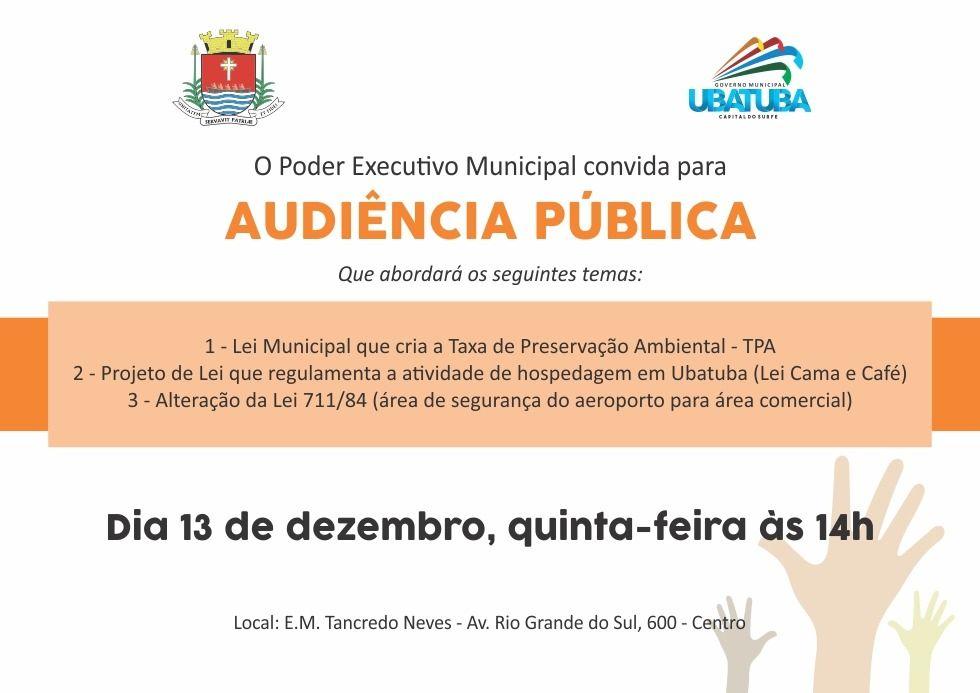 SERVAVIT PATRIAE
GOVERNO MUNICIPAL
UBATUBA
CAPITAL DO SURFE
O Poder Executivo Municipal convida para
AUDIÊNCIA PÚBLICA
Que abordará os seguintes temas:
1 - Lei Municipal que cria a Taxa de Preservação Ambiental - TPA
2 - Projeto de Lei que regulamenta a atividade de hospedagem em Ubatuba (Lei Cama e Café)
3 - Alteração da Lei 711/84 (área de segurança do aeroporto para área comercial)
Dia 13 de dezembro, quinta-feira às 14h
Local: E.M. Tancredo Neves - Av. Rio Grande do Sul, 600 - Centro